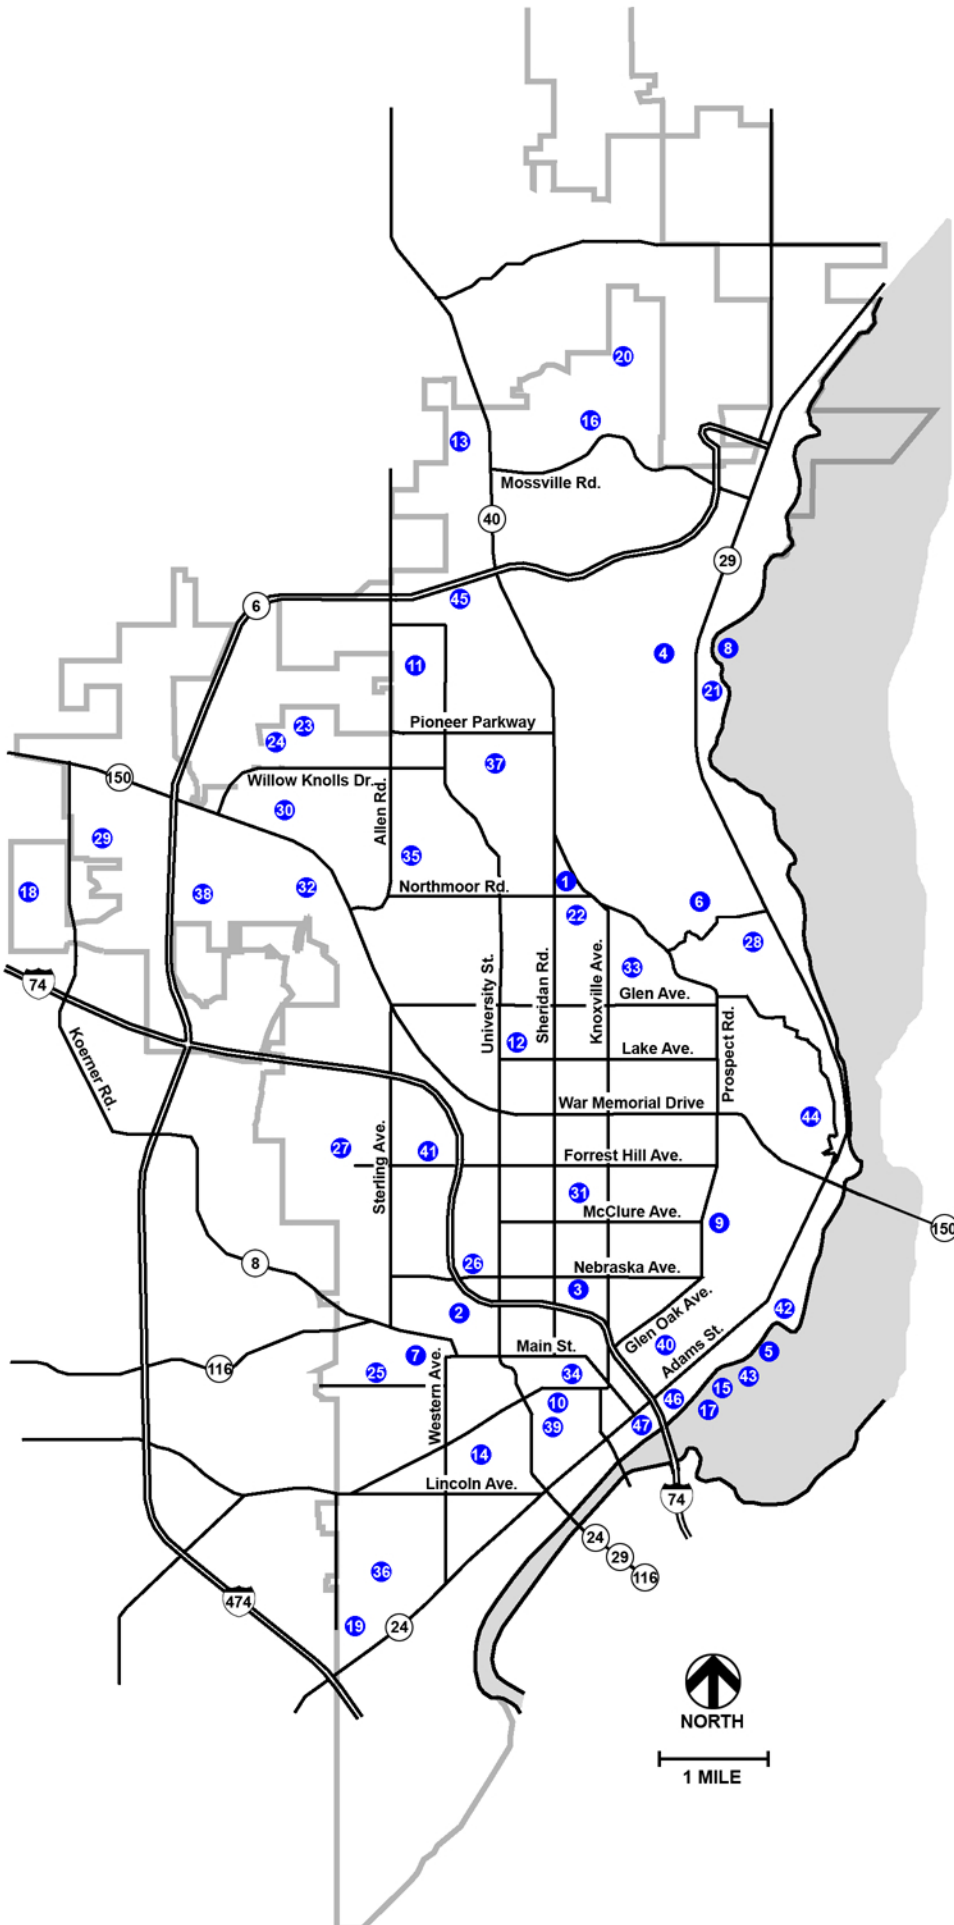 20
16
13
Mossville Rd.
40
29
6
45
4
8
11
21
Pioneer Parkway
23
24
37
150
Willow Knolls Dr.
Allen Rd.
30
29
35
1
Northmoor Rd.
18
38
32
6
22
28
33
74
University St.
Sheridan Rd.
Knoxville Ave.
Glen Ave.
Prospect Rd.
12
Lake Ave.
Koerner Rd.
War Memorial Drive
44
27
41
Sterling Ave.
Forrest Hill Ave.
31
McClure Ave.
9
150
8
26
Nebraska Ave.
3
2
42
Glen Oak Ave.
40
Adams St.
Main St.
5
7
116
25
34
43
Western Ave.
10
15
46
17
39
47
14
Lincoln Ave.
74
24
29
116
36
474
19
24
NORTH
1 MILE